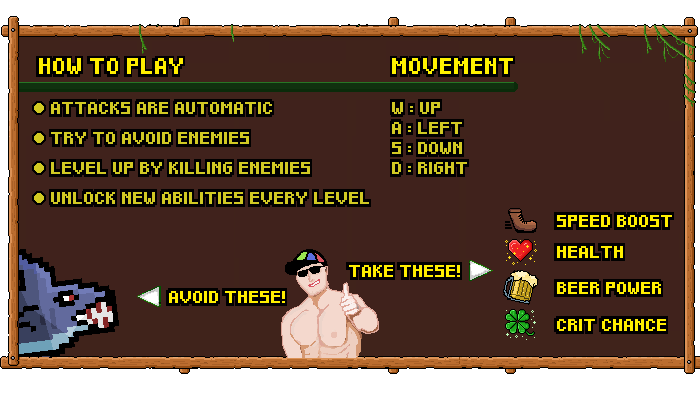 HOW TO PLAY
ATTACKS ARE AUTOMATIC
TRY TO AVOID ENEMIES
LEVEL UP BY KILLING ENEMIES
UNLOCK NEW ABILITIES EVERY LEVEL
MOVEMENT
W : UP
A : LEFT
S : DOWN
D : RIGHT
AVOID THESE!
TAKE THESE!
SPEED BOOST
HEALTH
BEER POWER
CRIT CHANCE